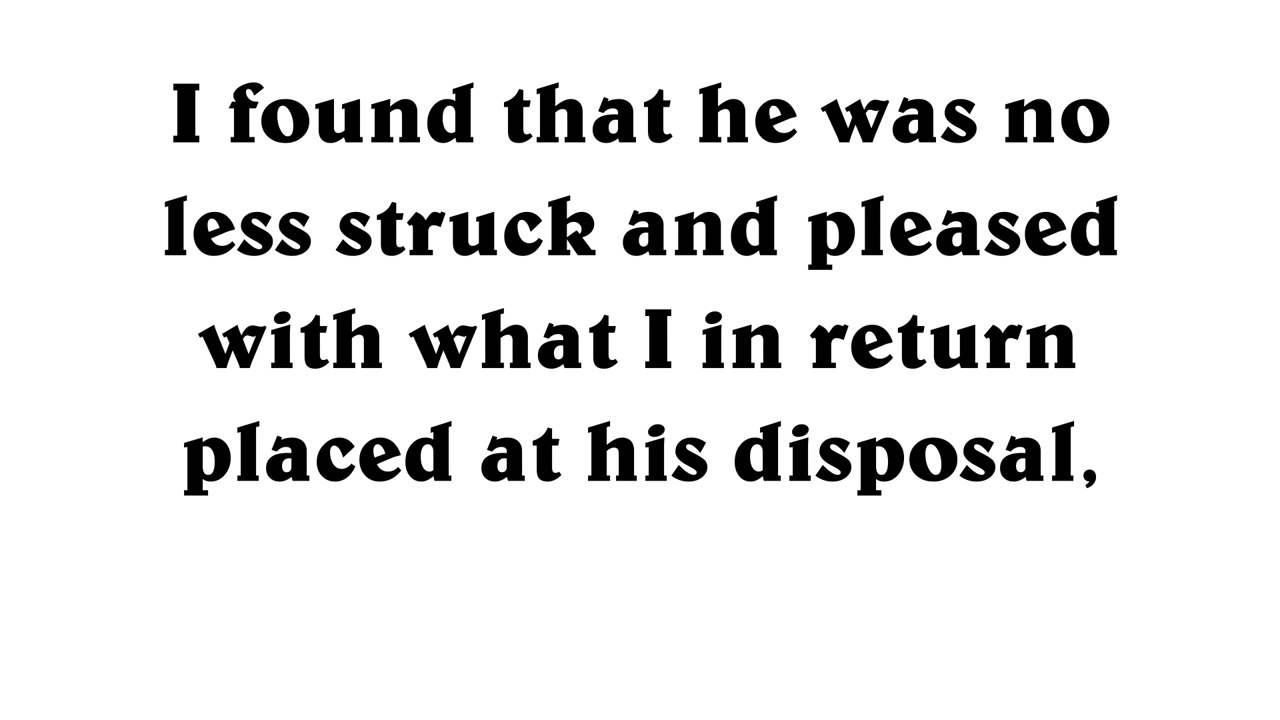 I found that he was no
less struck and pleased
with what I in return
placed at his disposal,